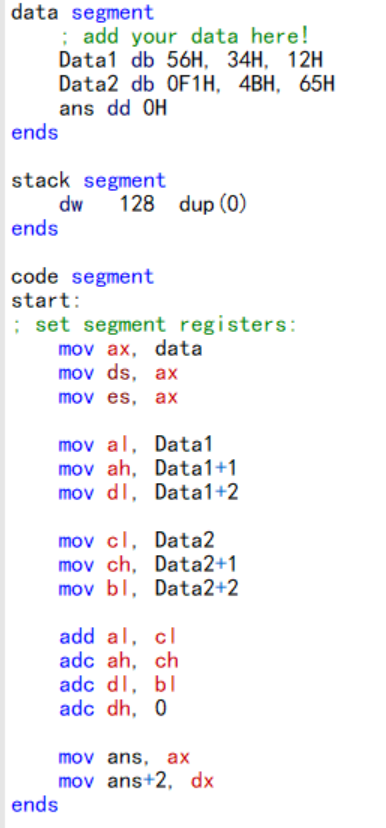 data segment
; add your data here!
Data1 db 56H, 34H, 12H
Data2 db 0F1H, 4BH, 65H
ans dd 0H
ends
stack segment
dw 128 dup(0)
ends
code segment
start:
; set segment registers:
mov ax, data
mov ds, ax
mov es, ax
mov al, Data1
mov ah, Data1+1
mov dl, Data1+2
mov cl, Data2
mov ch, Data2+1
mov bl, Data2+2
add al, cl
adc ah, ch
adc dl, bl
adc dh, 0
mov ans, ax
mov ans+2, dx
ends